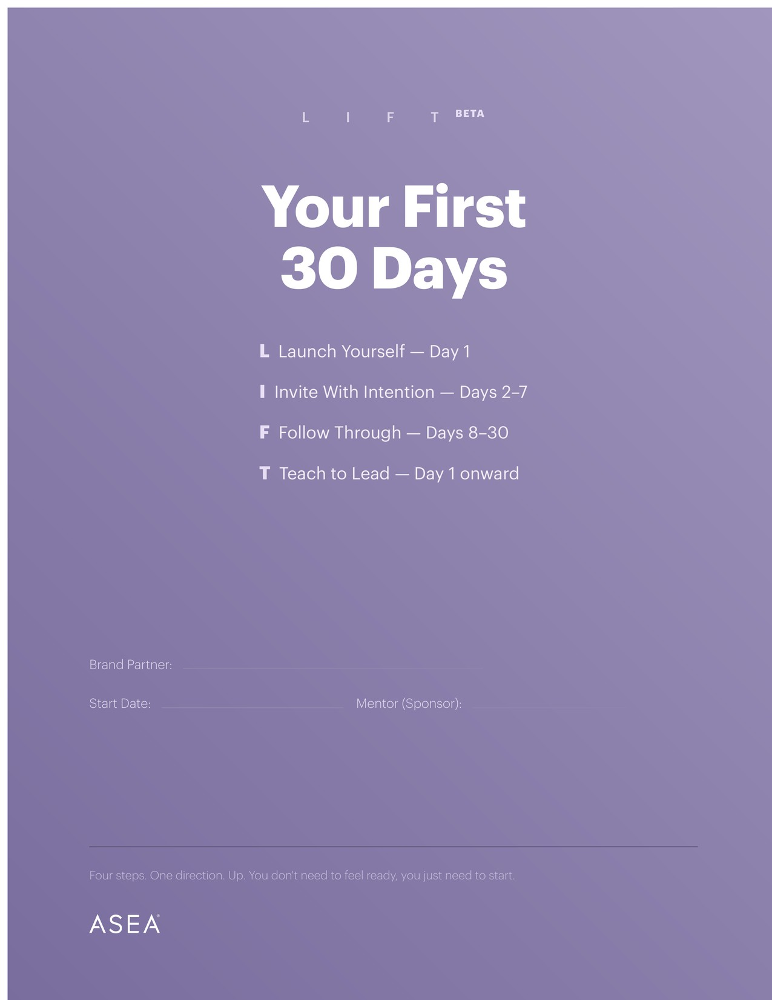 L I F T BETA
Your First
30 Days
L Launch Yourself — Day 1
I Invite With Intention — Days 2–7
F Follow Through — Days 8–30
T Teach to Lead — Day 1 onward
Brand Partner:
Start Date: Mentor (Sponsor):
Four steps. One direction. Up. You don't need to feel ready, you just need to start.
ASEA®